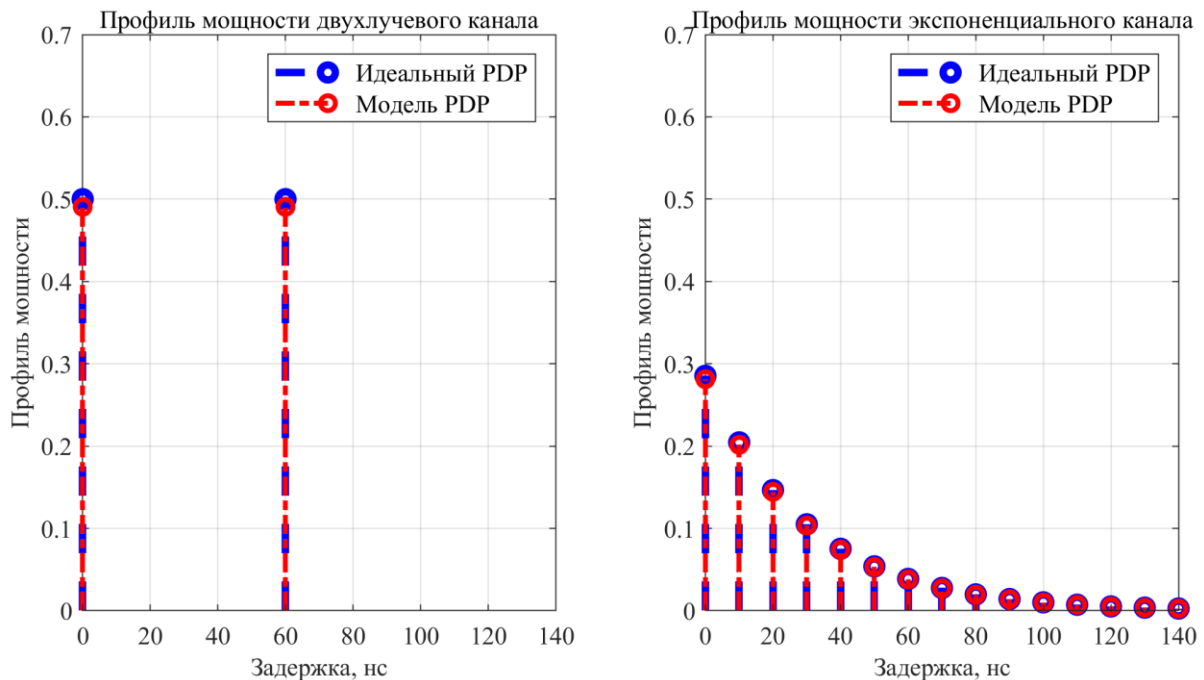 Профиль мощности двухлучевого канала
0.7
0.6
0.5
0.4
0.3
0.2
0.1
0
Профиль мощности
Идеальный PDP
Модель PDP
0 20 40 60 80 100 120 140
Задержка, нс
Профиль мощности экспоненциального канала
0.7
0.6
0.5
0.4
0.3
0.2
0.1
0
Профиль мощности
Идеальный PDP
Модель PDP
0 20 40 60 80 100 120 140
Задержка, нс